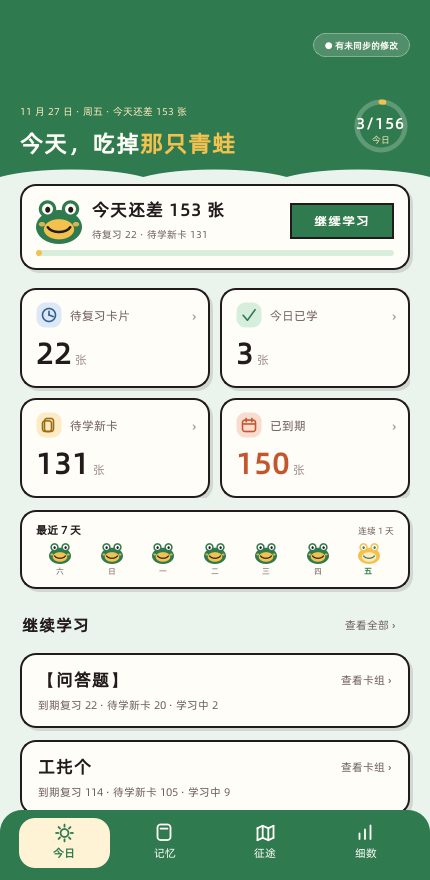 有未同步的修改
11 月 27 日 · 周五 · 今天还差 153 张
今天，吃掉那只青蛙
3/156
今日
今天还差 153 张
待复习 22 · 待学新卡 131
继续学习
待复习卡片 ›
22 张
今日已学 ›
3 张
待学新卡 ›
131 张
已到期 ›
150 张
最近 7 天
连续 1 天
六 日 一 二 三 四 五
继续学习
查看全部 ›
【问答题】
查看卡组 ›
到期复习 22 · 待学新卡 20 · 学习中 2
工扥个
查看卡组 ›
到期复习 114 · 待学新卡 105 · 学习中 9
今日
记忆
征途
细数